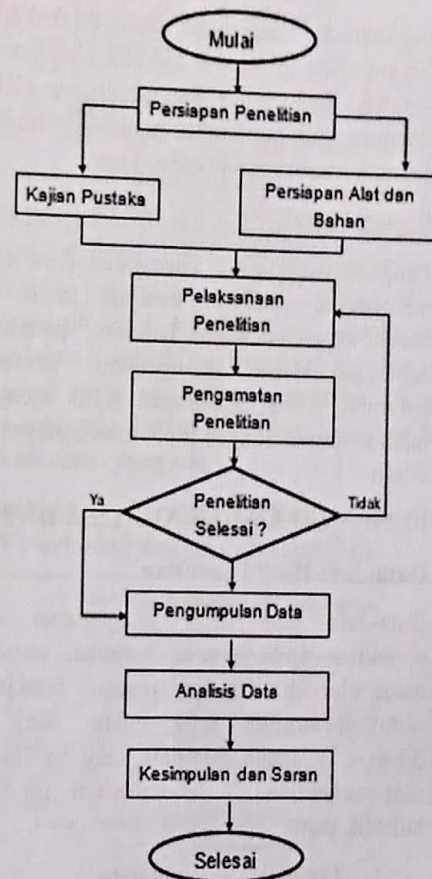 Mulai
Persiapan Penelitian
Kajian Pustaka
Persiapan Alat dan
Bahan
Pelaksanaan
Penelitian
Pengamatan
Penelitian
Ya
Penelitian
Selesai ?
Tidak
Pengumpulan Data
Analisis Data
Kesimpulan dan Saran
Selesai